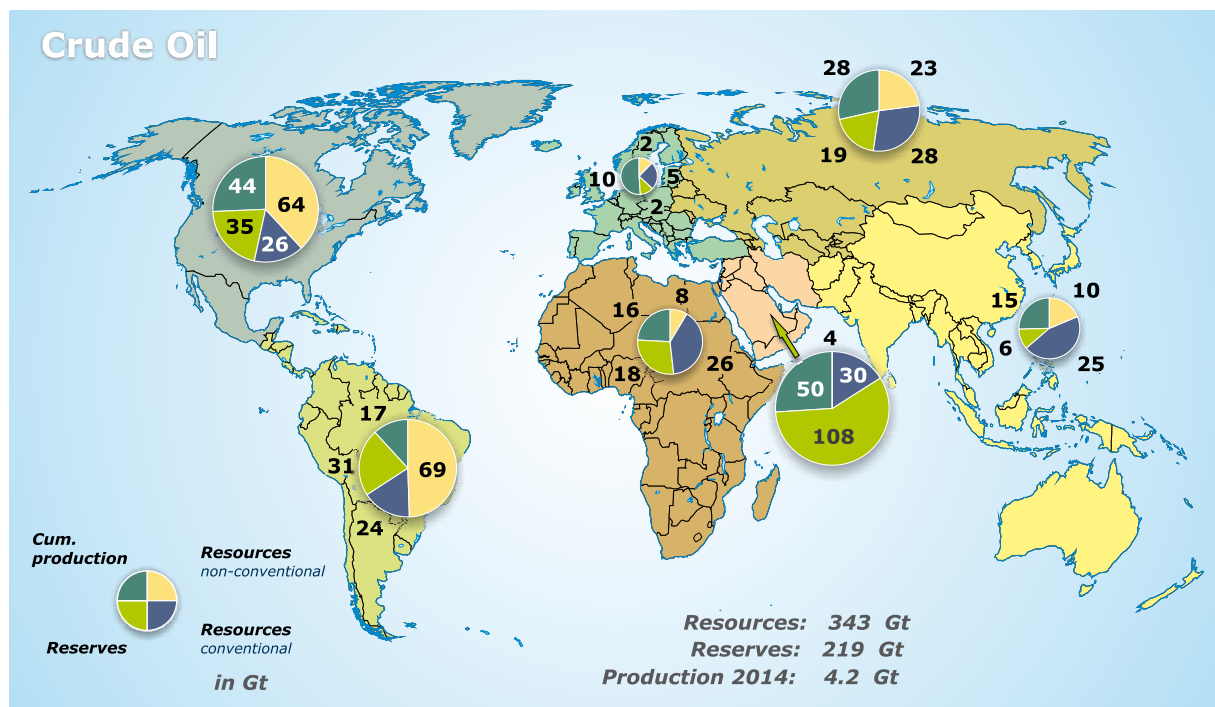 Crude Oil
28 23
19 28
2
10 5
2
44 64
35 26
16 8
18 26
15 10
6 25
4
50 30
108
17
31 69
24
Cum.
production
Resources
non-conventional
Reserves
Resources
conventional
in Gt
Resources: 343 Gt
Reserves: 219 Gt
Production 2014: 4.2 Gt